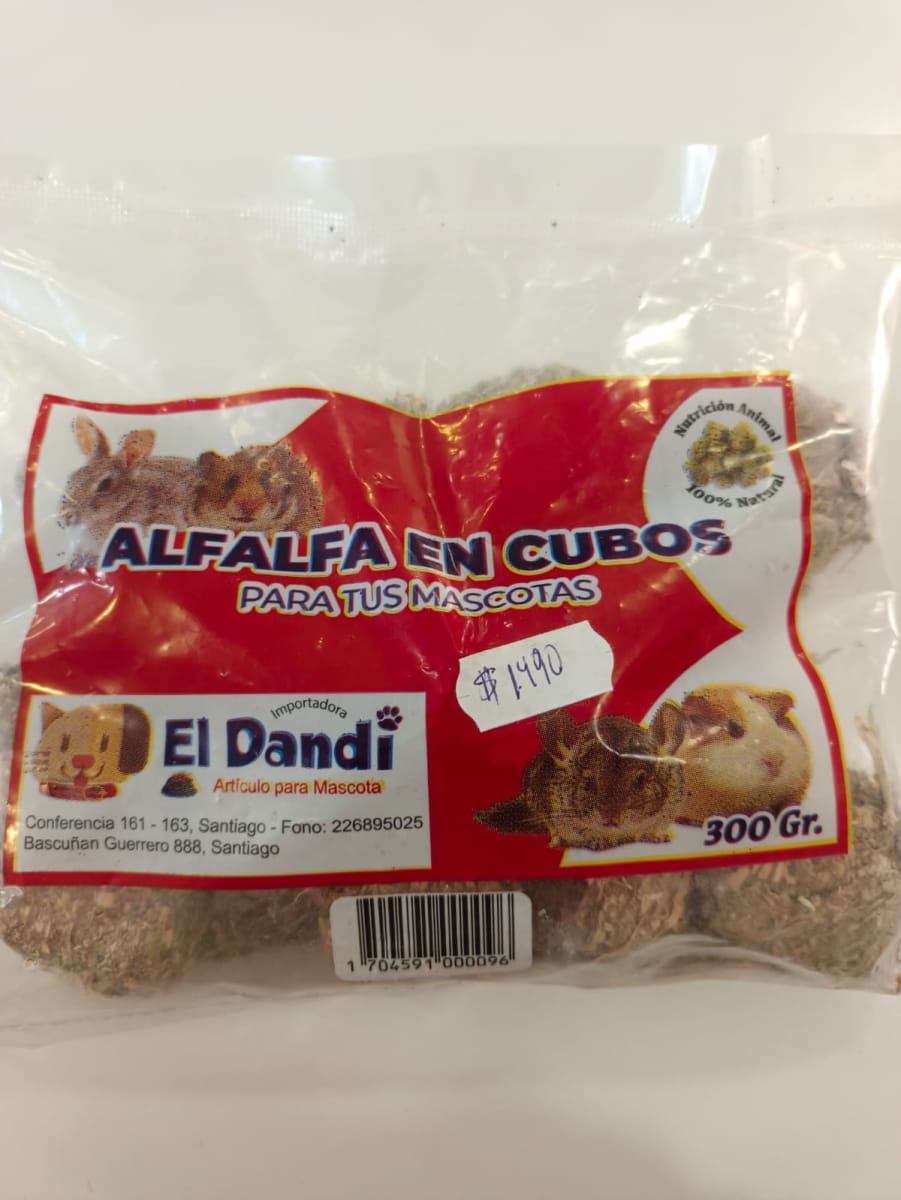 Nutrición Animal
100% Natural
ALFALFA EN CUBOS
PARA TUS MASCOTAS
$ 1.490
Importadora
El Dandi
Artículo para Mascota
Conferencia 161 - 163, Santiago - Fono: 226895025
Bascuñan Guerrero 888, Santiago
300 Gr.
1 704591 000096